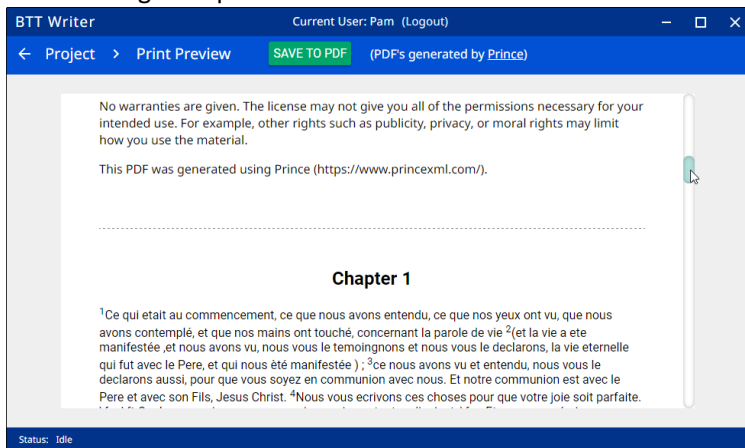 BTT Writer Current User: Pam (Logout)
← Project > Print Preview SAVE TO PDF (PDF's generated by Prince)
No warranties are given. The license may not give you all of the permissions necessary for your
intended use. For example, other rights such as publicity, privacy, or moral rights may limit
how you use the material.
This PDF was generated using Prince (https://www.princexml.com/).
Chapter 1
1Ce qui etait au commencement, ce que nous avons entendu, ce que nos yeux ont vu, que nous
avons contemplé, et que nos mains ont touché, concernant la parole de vie 2(et la vie a ete
manifestée ,et nous avons vu, nous vous le temoingnons et nous vous le declarons, la vie eternelle
qui fut avec le Pere, et qui nous èté manifestée ) ; 3ce nous avons vu et entendu, nous vous le
declarons aussi, pour que vous soyez en communion avec nous. Et notre communion est avec le
Pere et avec son Fils, Jesus Christ. 4Nous vous ecrivons ces choses pour que votre joie soit parfaite.
Status: Idle